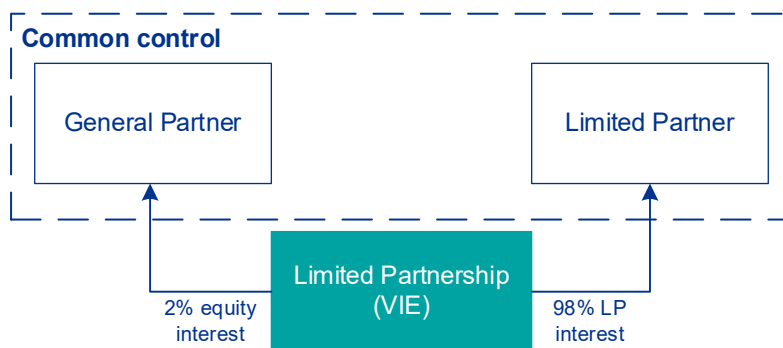 Common control
General Partner
Limited Partner
Limited Partnership
(VIE)
2% equity
interest
98% LP
interest